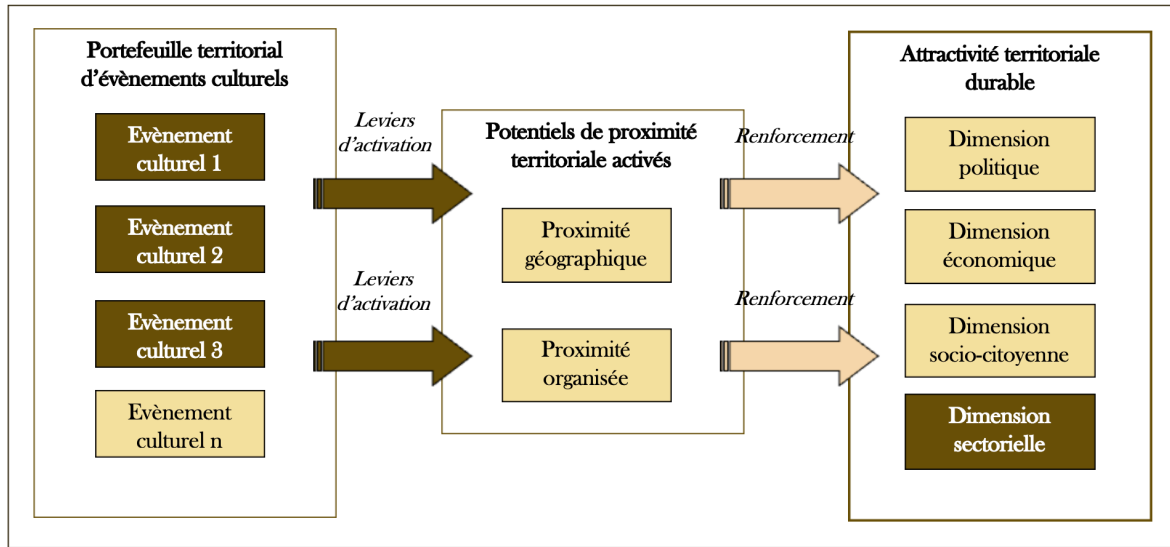 Portefeuille territorial
d'évènements culturels
Evènement
culturel 1
Evènement
culturel 2
Evènement
culturel 3
Evènement
culturel n
Leviers
d'activation
Leviers
d'activation
Potentiels de proximité
territoriale activés
Proximité
géographique
Proximité
organisée
Renforcement
Renforcement
Attractivité territoriale
durable
Dimension
politique
Dimension
économique
Dimension
socio-citoyenne
Dimension
sectorielle